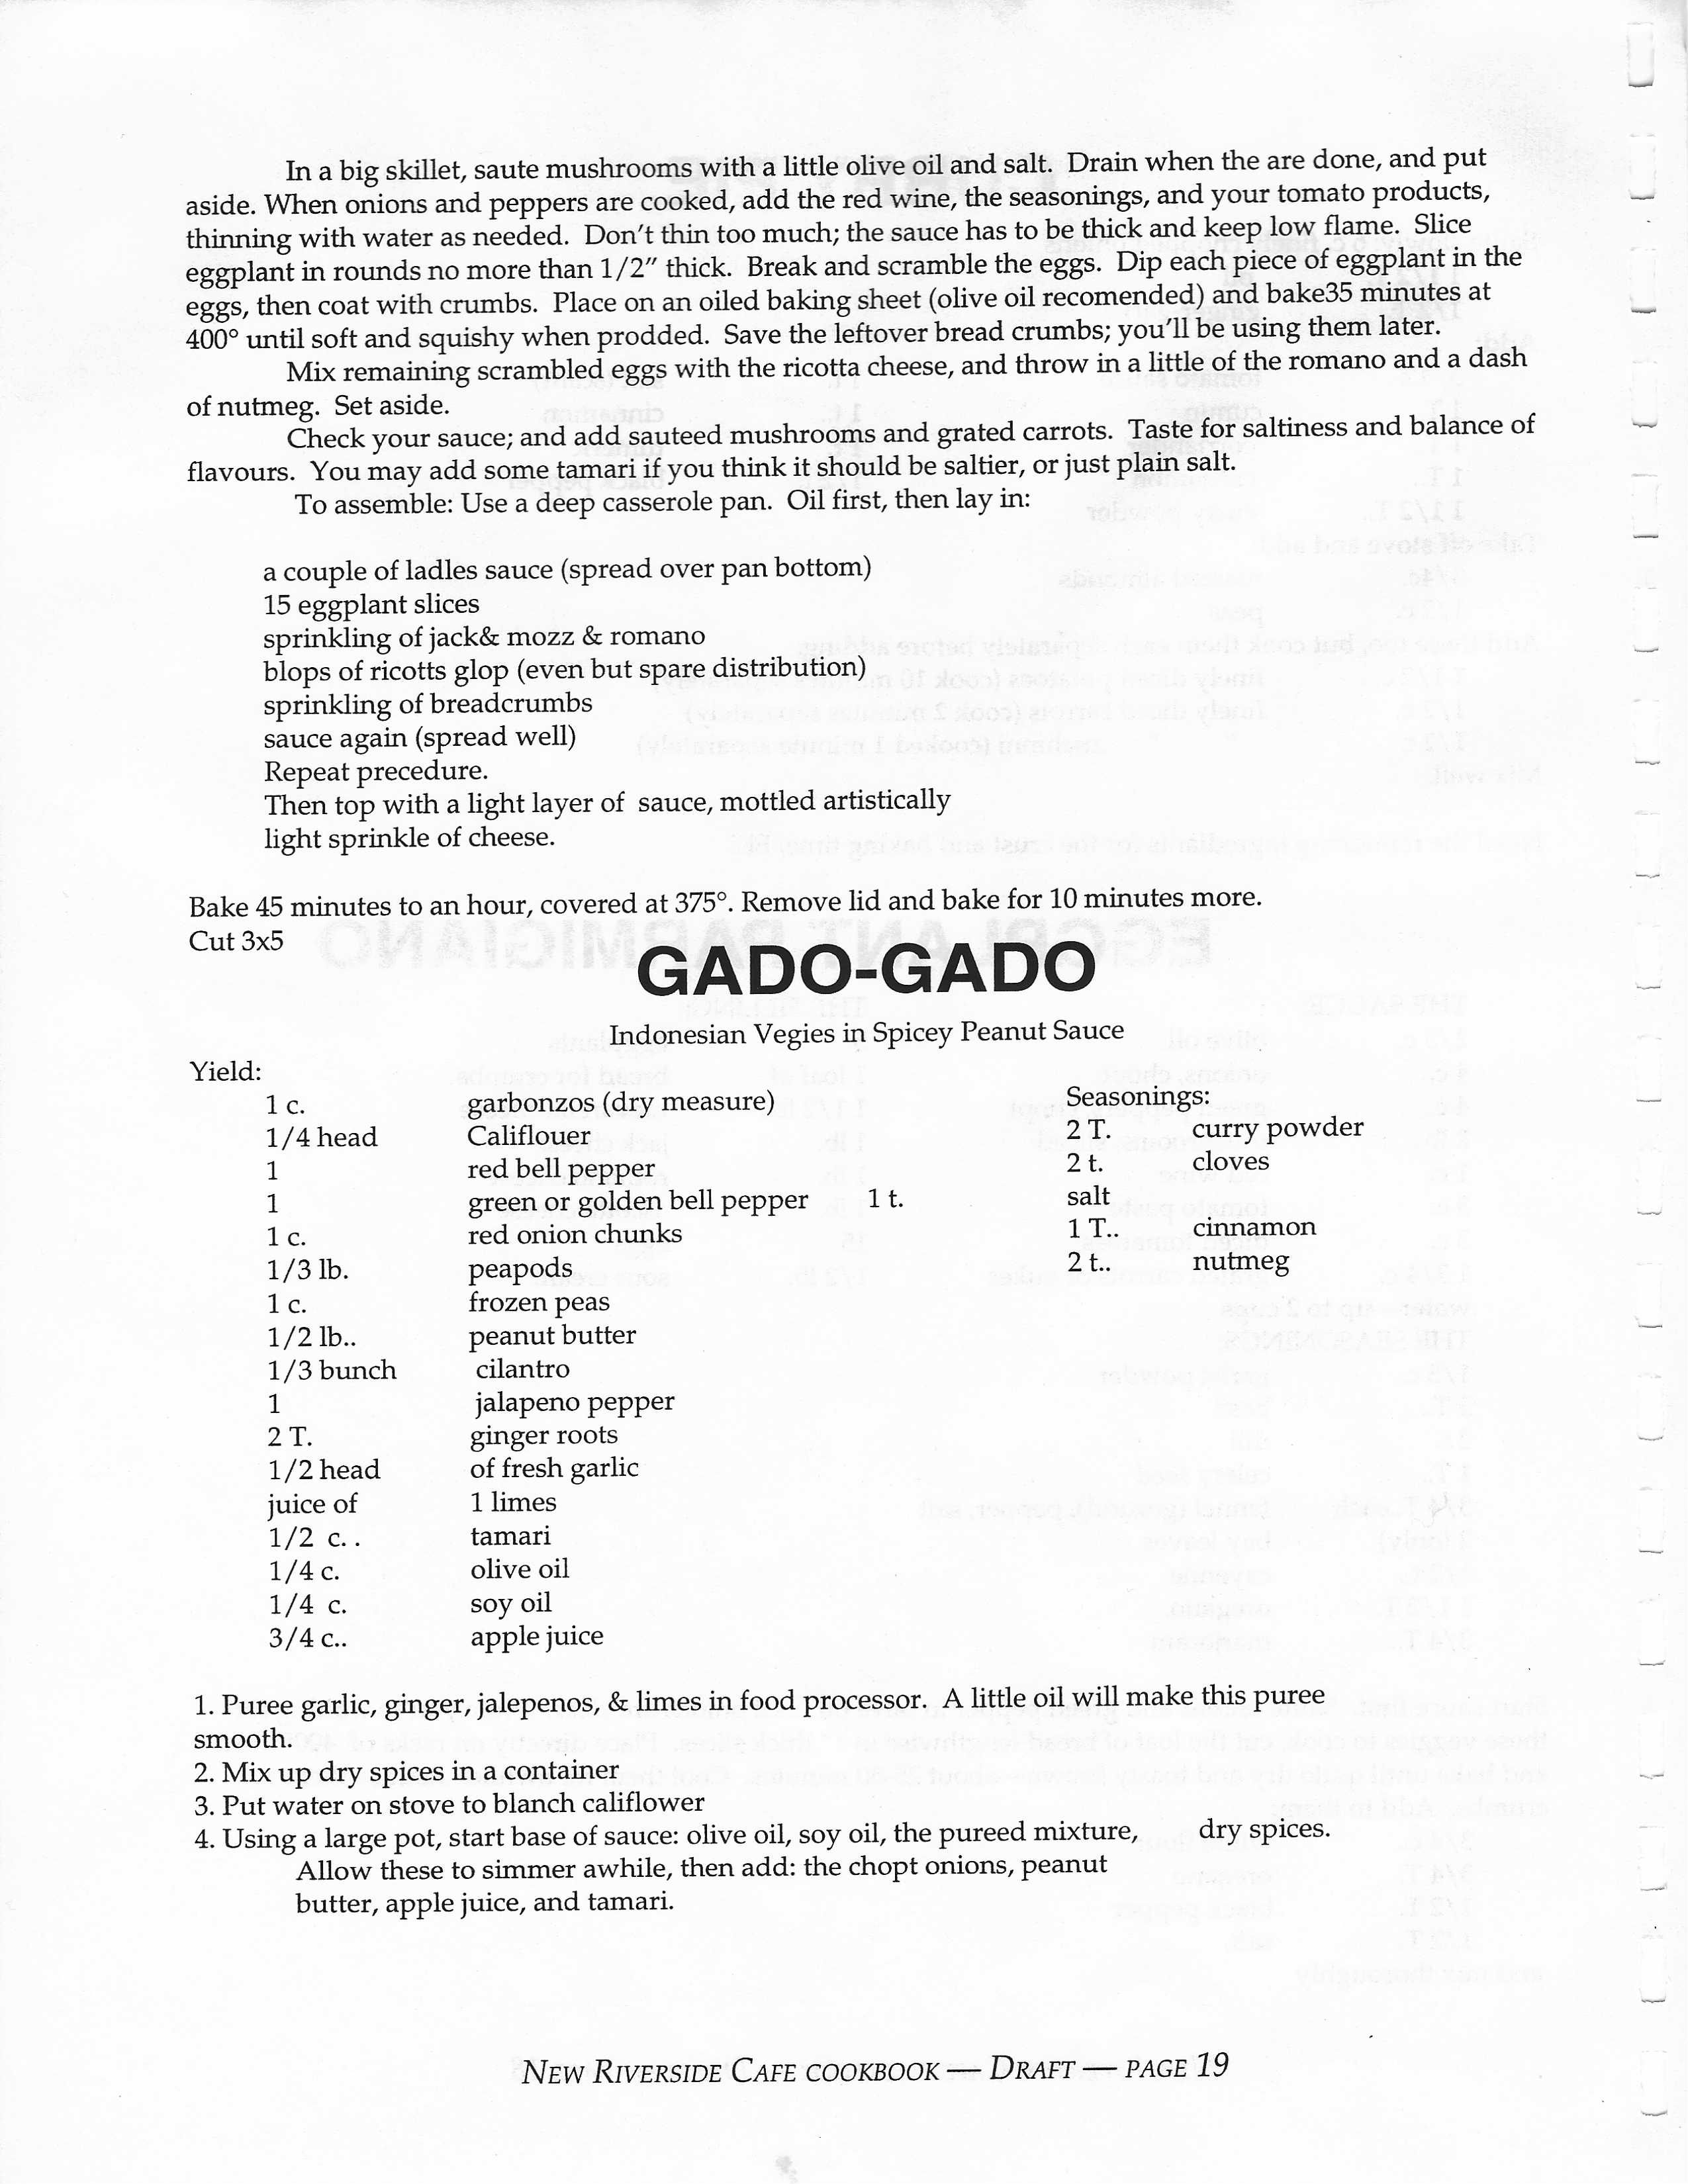 In a big skillet, saute mushrooms with a little olive oil and salt. Drain when the are done, and put
aside. When onions and peppers are cooked, add the red wine, the seasonings, and your tomato products,
thinning with water as needed. Don't thin too much; the sauce has to be thick and keep low flame. Slice
eggplant in rounds no more than 1/2" thick. Break and scramble the eggs. Dip each piece of eggplant in the
eggs, then coat with crumbs. Place on an oiled baking sheet (olive oil recomended) and bake35 minutes at
400° until soft and squishy when prodded. Save the leftover bread crumbs; you'll be using them later.
Mix remaining scrambled eggs with the ricotta cheese, and throw in a little of the romano and a dash
of nutmeg. Set aside.
Check your sauce; and add sauteed mushrooms and grated carrots. Taste for saltiness and balance of
flavours. You may add some tamari if you think it should be saltier, or just plain salt.
To assemble: Use a deep casserole pan. Oil first, then lay in:
a couple of ladles sauce (spread over pan bottom)
15 eggplant slices
sprinkling of jack& mozz & romano
blops of ricotts glop (even but spare distribution)
sprinkling of breadcrumbs
sauce again (spread well)
Repeat precedure.
Then top with a light layer of sauce, mottled artistically
light sprinkle of cheese.
Bake 45 minutes to an hour, covered at 375°. Remove lid and bake for 10 minutes more.
Cut 3x5
GADO-GADO
Indonesian Vegies in Spicey Peanut Sauce
Yield:
1 c. garbonzos (dry measure)
1/4 head Califlouer
1 red bell pepper
1 green or golden bell pepper 1 t.
1 c. red onion chunks
1/3 lb. peapods
1 c. frozen peas
1/2 lb.. peanut butter
1/3 bunch cilantro
1 jalapeno pepper
2 T. ginger roots
1/2 head of fresh garlic
juice of 1 limes
1/2 c. . tamari
1/4 c. olive oil
1/4 c. soy oil
3/4 c.. apple juice
Seasonings:
2 T. curry powder
2 t. cloves
salt
1 T.. cinnamon
2 t.. nutmeg
1. Puree garlic, ginger, jalepenos, & limes in food processor. A little oil will make this puree
smooth.
2. Mix up dry spices in a container
3. Put water on stove to blanch califlower
4. Using a large pot, start base of sauce: olive oil, soy oil, the pureed mixture, dry spices.
Allow these to simmer awhile, then add: the chopt onions, peanut
butter, apple juice, and tamari.
NEW RIVERSIDE CAFE COOKBOOK — DRAFT — PAGE 19